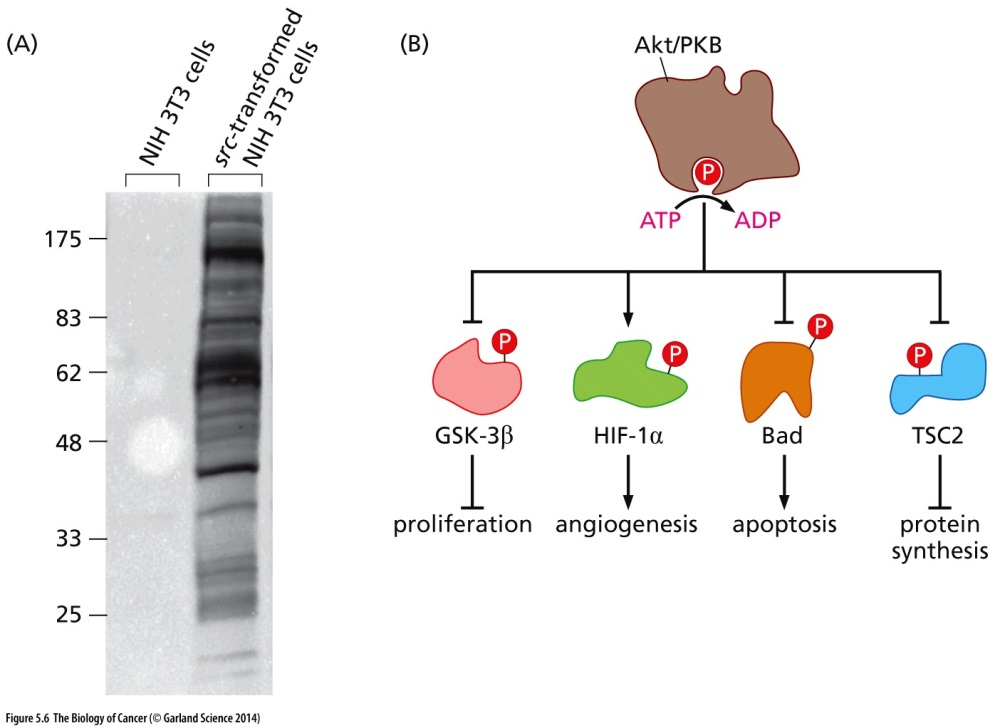 (A)
NIH 3T3 cells
src-transformed
NIH 3T3 cells
175
83
62
48
33
25
(B)
Akt/PKB
P
ATP
ADP
P
P
P
P
GSK-3β
HIF-1α
Bad
TSC2
proliferation
angiogenesis
apoptosis
protein
synthesis
Figure 5.6 The Biology of Cancer (© Garland Science 2014)